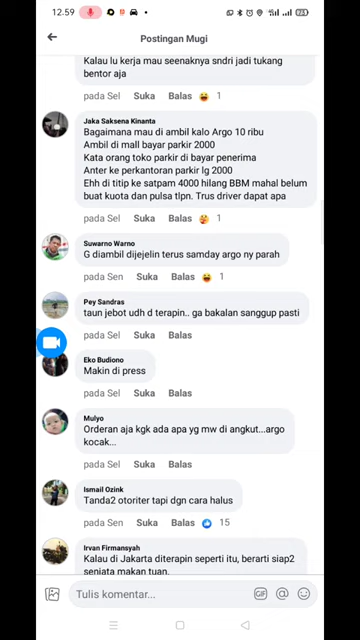 12.59
Postingan Mugi
Kalau lu kerja mau seenaknya sndri jadi tukang
bentor aja
pada Sel Suka Balas 1
Jaka Saksena Kinanta
Bagaimana mau di ambil kalo Argo 10 ribu
Ambil di mall bayar parkir 2000
Kata orang toko parkir di bayar penerima
Anter ke perkantoran parkir lg 2000
Ehh di titip ke satpam 4000 hilang BBM mahal belum
buat kuota dan pulsa tlpn. Trus driver dapat apa
pada Sel Suka Balas 1
Suwarno Warno
G diambil dijejelin terus samday argo ny parah
pada Sen Suka Balas 1
Pey Sandras
taun jebot udh d terapin.. ga bakalan sanggup pasti
pada Sel Suka Balas
Eko Budiono
Makin di press
pada Sel Suka Balas
Mulyo
Orderan aja kgk ada apa yg mw di angkut...argo
kocak...
pada Sel Suka Balas
Ismail Ozink
Tanda2 otoriter tapi dgn cara halus
pada Sen Suka Balas 15
Irvan Firmansyah
Kalau di Jakarta diterapin seperti itu, berarti siap2
senjata makan tuan.
Tulis komentar...
GIF